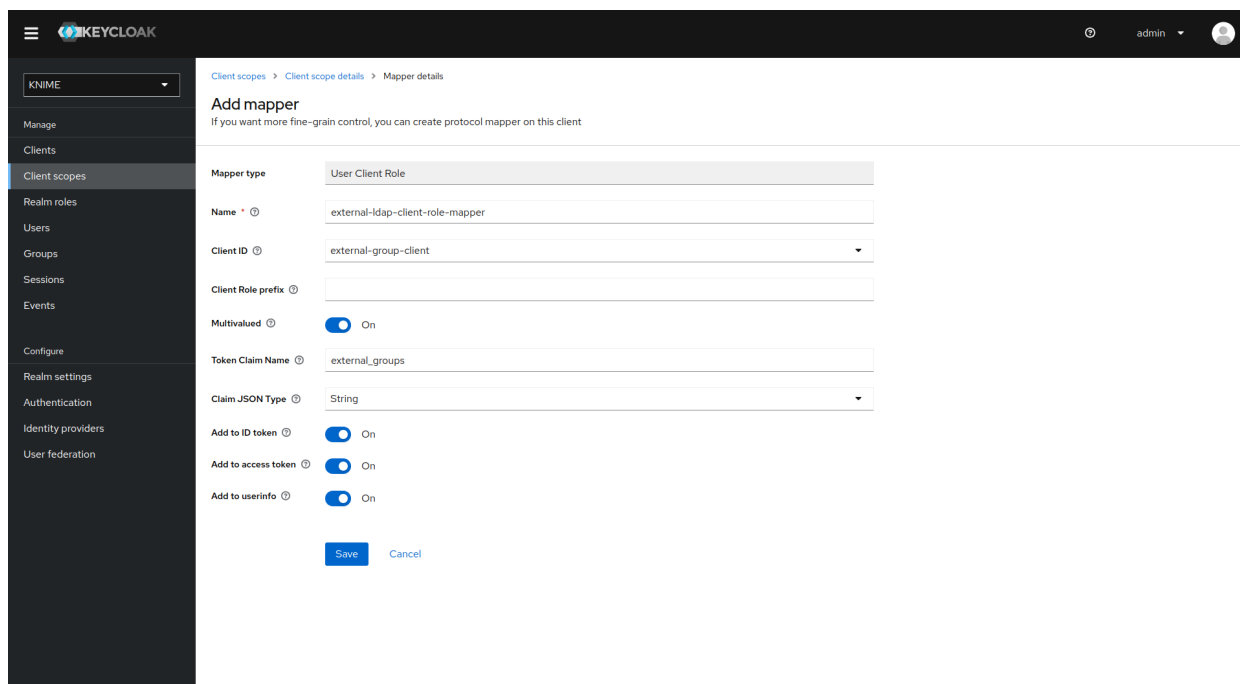 KEYCLOAK
admin
KNIME
Manage
Clients
Client scopes
Realm roles
Users
Groups
Sessions
Events
Configure
Realm settings
Authentication
Identity providers
User federation
Client scopes > Client scope details > Mapper details
Add mapper
If you want more fine-grain control, you can create protocol mapper on this client
Mapper type User Client Role
Name * external-ldap-client-role-mapper
Client ID external-group-client
Client Role prefix
Multivalued On
Token Claim Name external_groups
Claim JSON Type String
Add to ID token On
Add to access token On
Add to userinfo On
Save Cancel